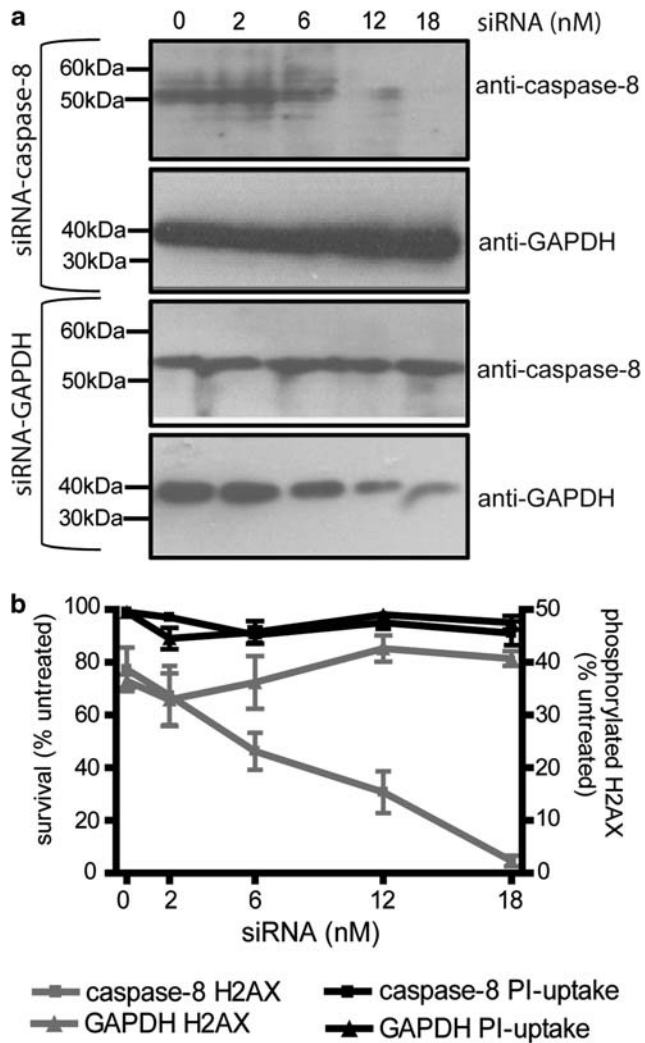 a
0 2 6 12 18 siRNA (nM)
siRNA-caspase-8
60kDa
50kDa
anti-caspase-8
40kDa
30kDa
anti-GAPDH
siRNA-GAPDH
60kDa
50kDa
anti-caspase-8
40kDa
30kDa
anti-GAPDH
b
survival (% untreated)
100
80
60
40
20
0
50
40
30
20
10
0
phosphorylated H2AX
(% untreated)
0 2 6 12 18
siRNA (nM)
caspase-8 H2AX
GAPDH H2AX
caspase-8 PI-uptake
GAPDH PI-uptake